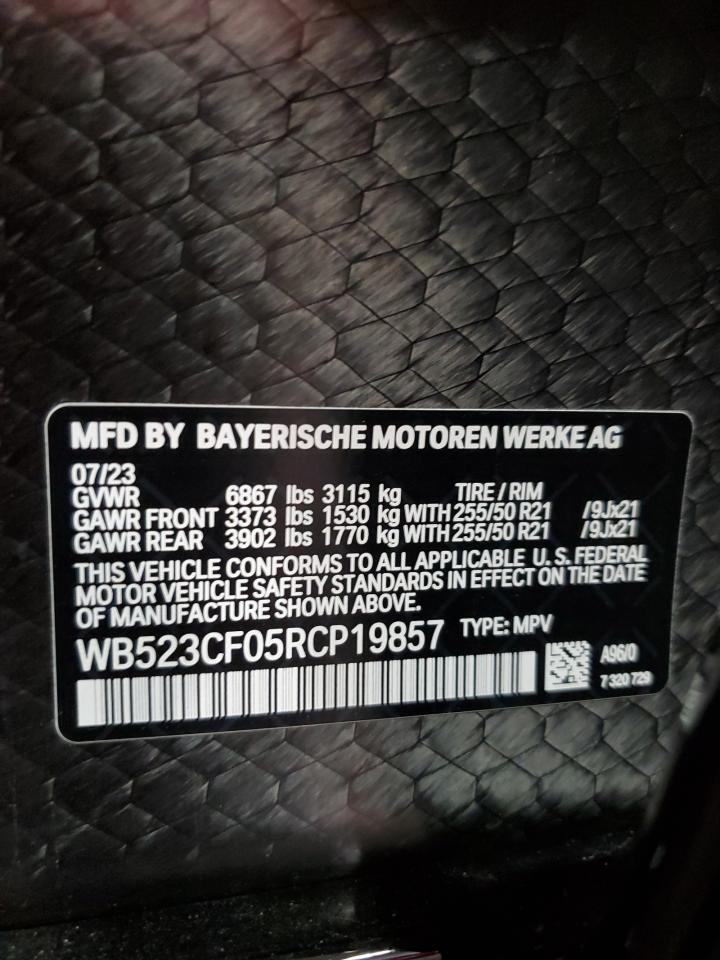 MFD BY BAYERISCHE MOTOREN WERKE AG
07/23
GVWR 6867 lbs 3115 kg TIRE / RIM
GAWR FRONT 3373 lbs 1530 kg WITH 255/50 R21 /9Jx21
GAWR REAR 3902 lbs 1770 kg WITH 255/50 R21 /9Jx21
THIS VEHICLE CONFORMS TO ALL APPLICABLE U. S. FEDERAL
MOTOR VEHICLE SAFETY STANDARDS IN EFFECT ON THE DATE
OF MANUFACTURE SHOWN ABOVE.
WB523CF05RCP19857 TYPE: MPV
A96/0
7 320 729